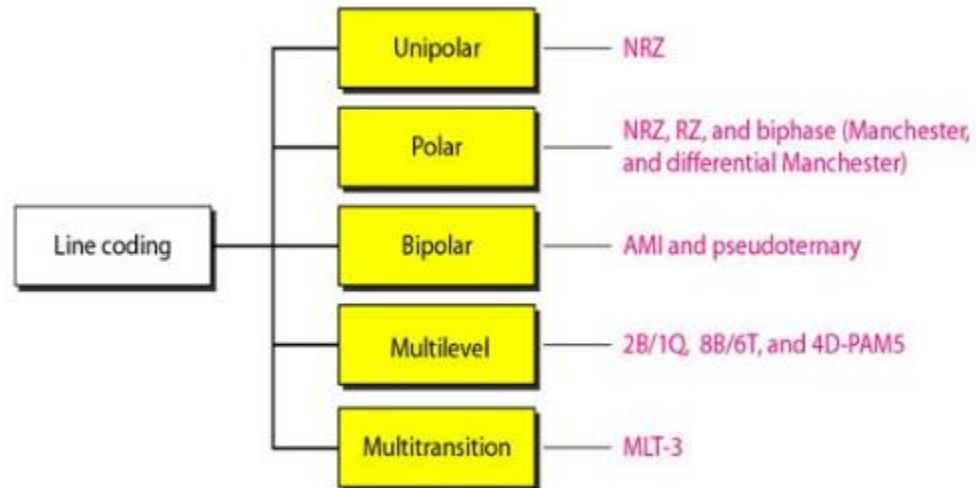 Line coding
Unipolar
NRZ
Polar
NRZ, RZ, and biphase (Manchester,
and differential Manchester)
Bipolar
AMI and pseudoternary
Multilevel
2B/1Q, 8B/6T, and 4D-PAM5
Multitransition
MLT-3